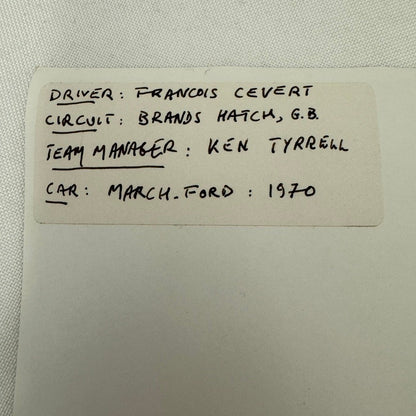 DRIVER: FRANCOIS CEVERT
CIRCUIT: BRANDS HATCH, G.B.
TEAM MANAGER: KEN TYRRELL
CAR: MARCH-FORD: 1970